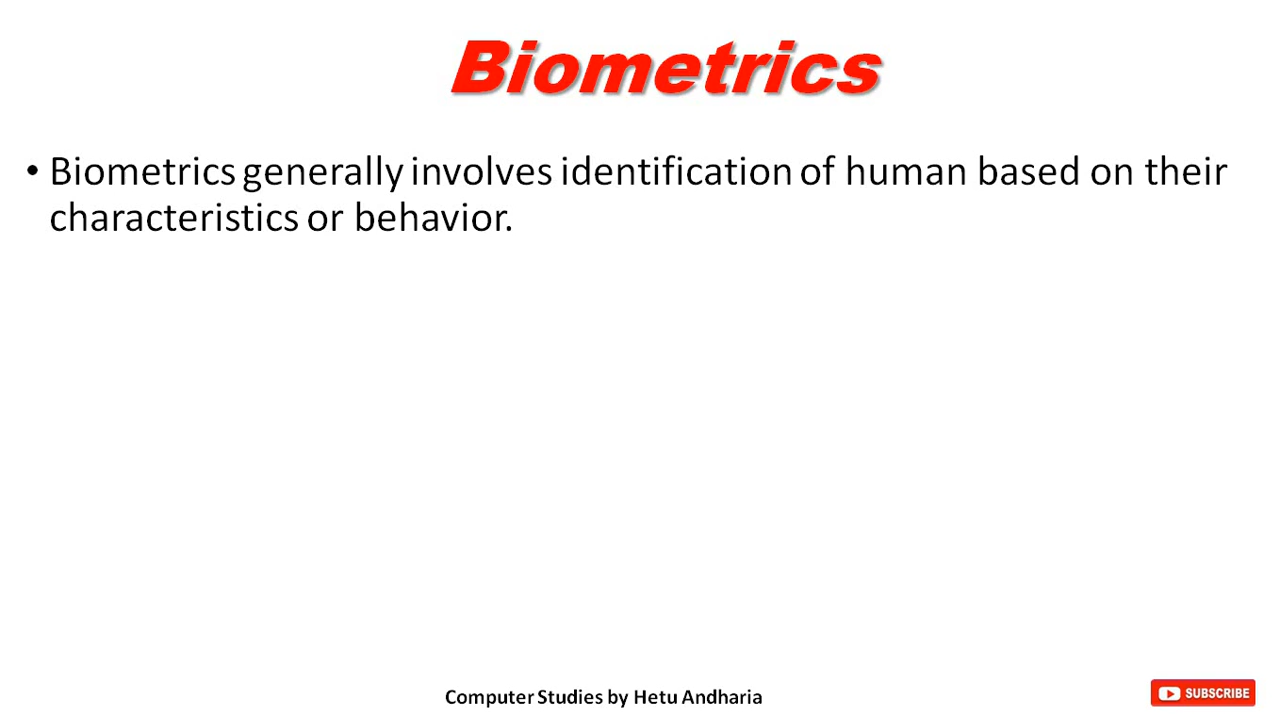 Biometrics
• Biometrics generally involves identification of human based on their
characteristics or behavior.
Computer Studies by Hetu Andharia
SUBSCRIBE